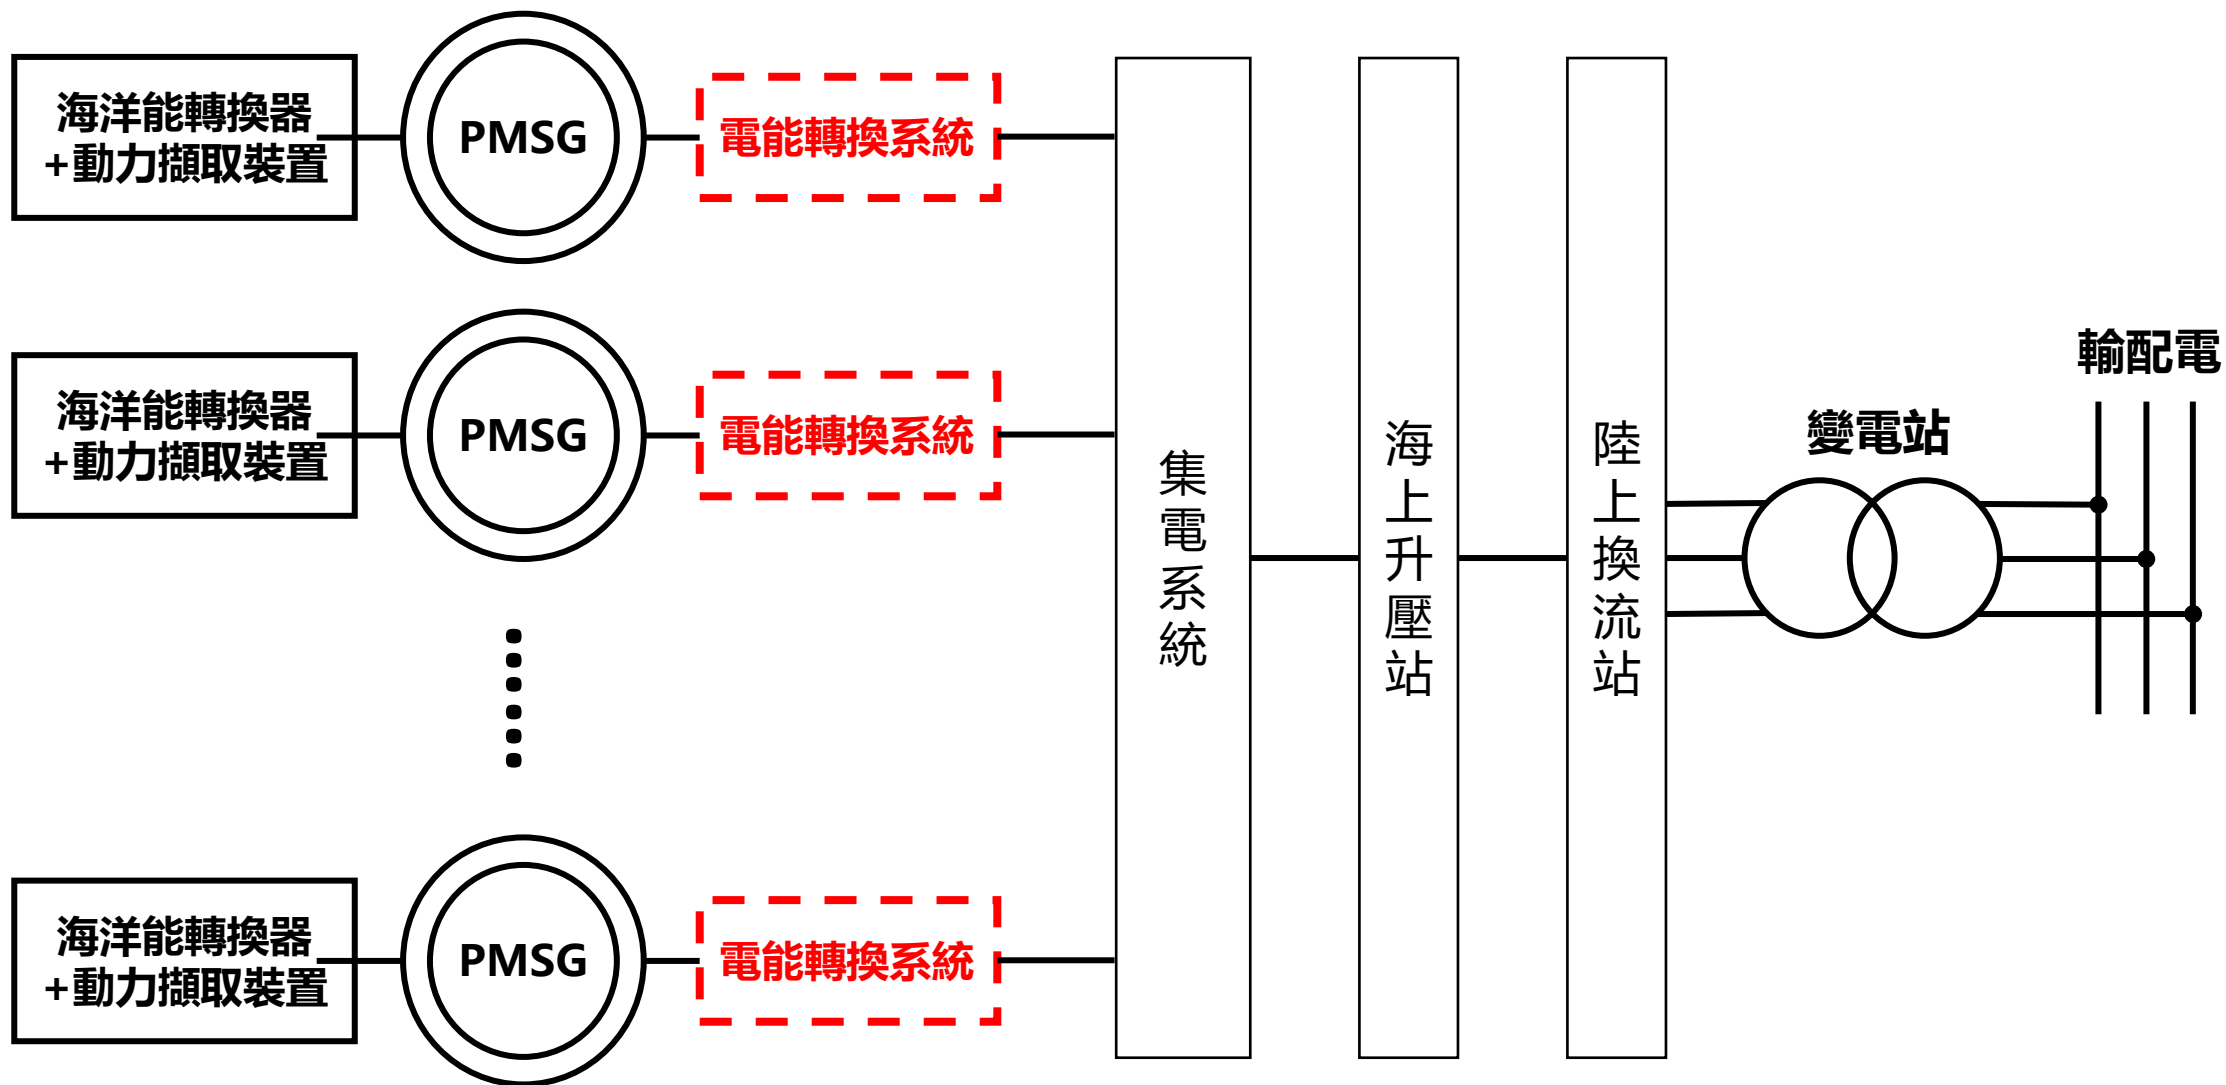 海洋能轉換器
+動力擷取裝置
PMSG
電能轉換系統
海洋能轉換器
+動力擷取裝置
PMSG
電能轉換系統
海洋能轉換器
+動力擷取裝置
PMSG
電能轉換系統
集電系統
海上升壓站
陸上換流站
變電站
輸配電